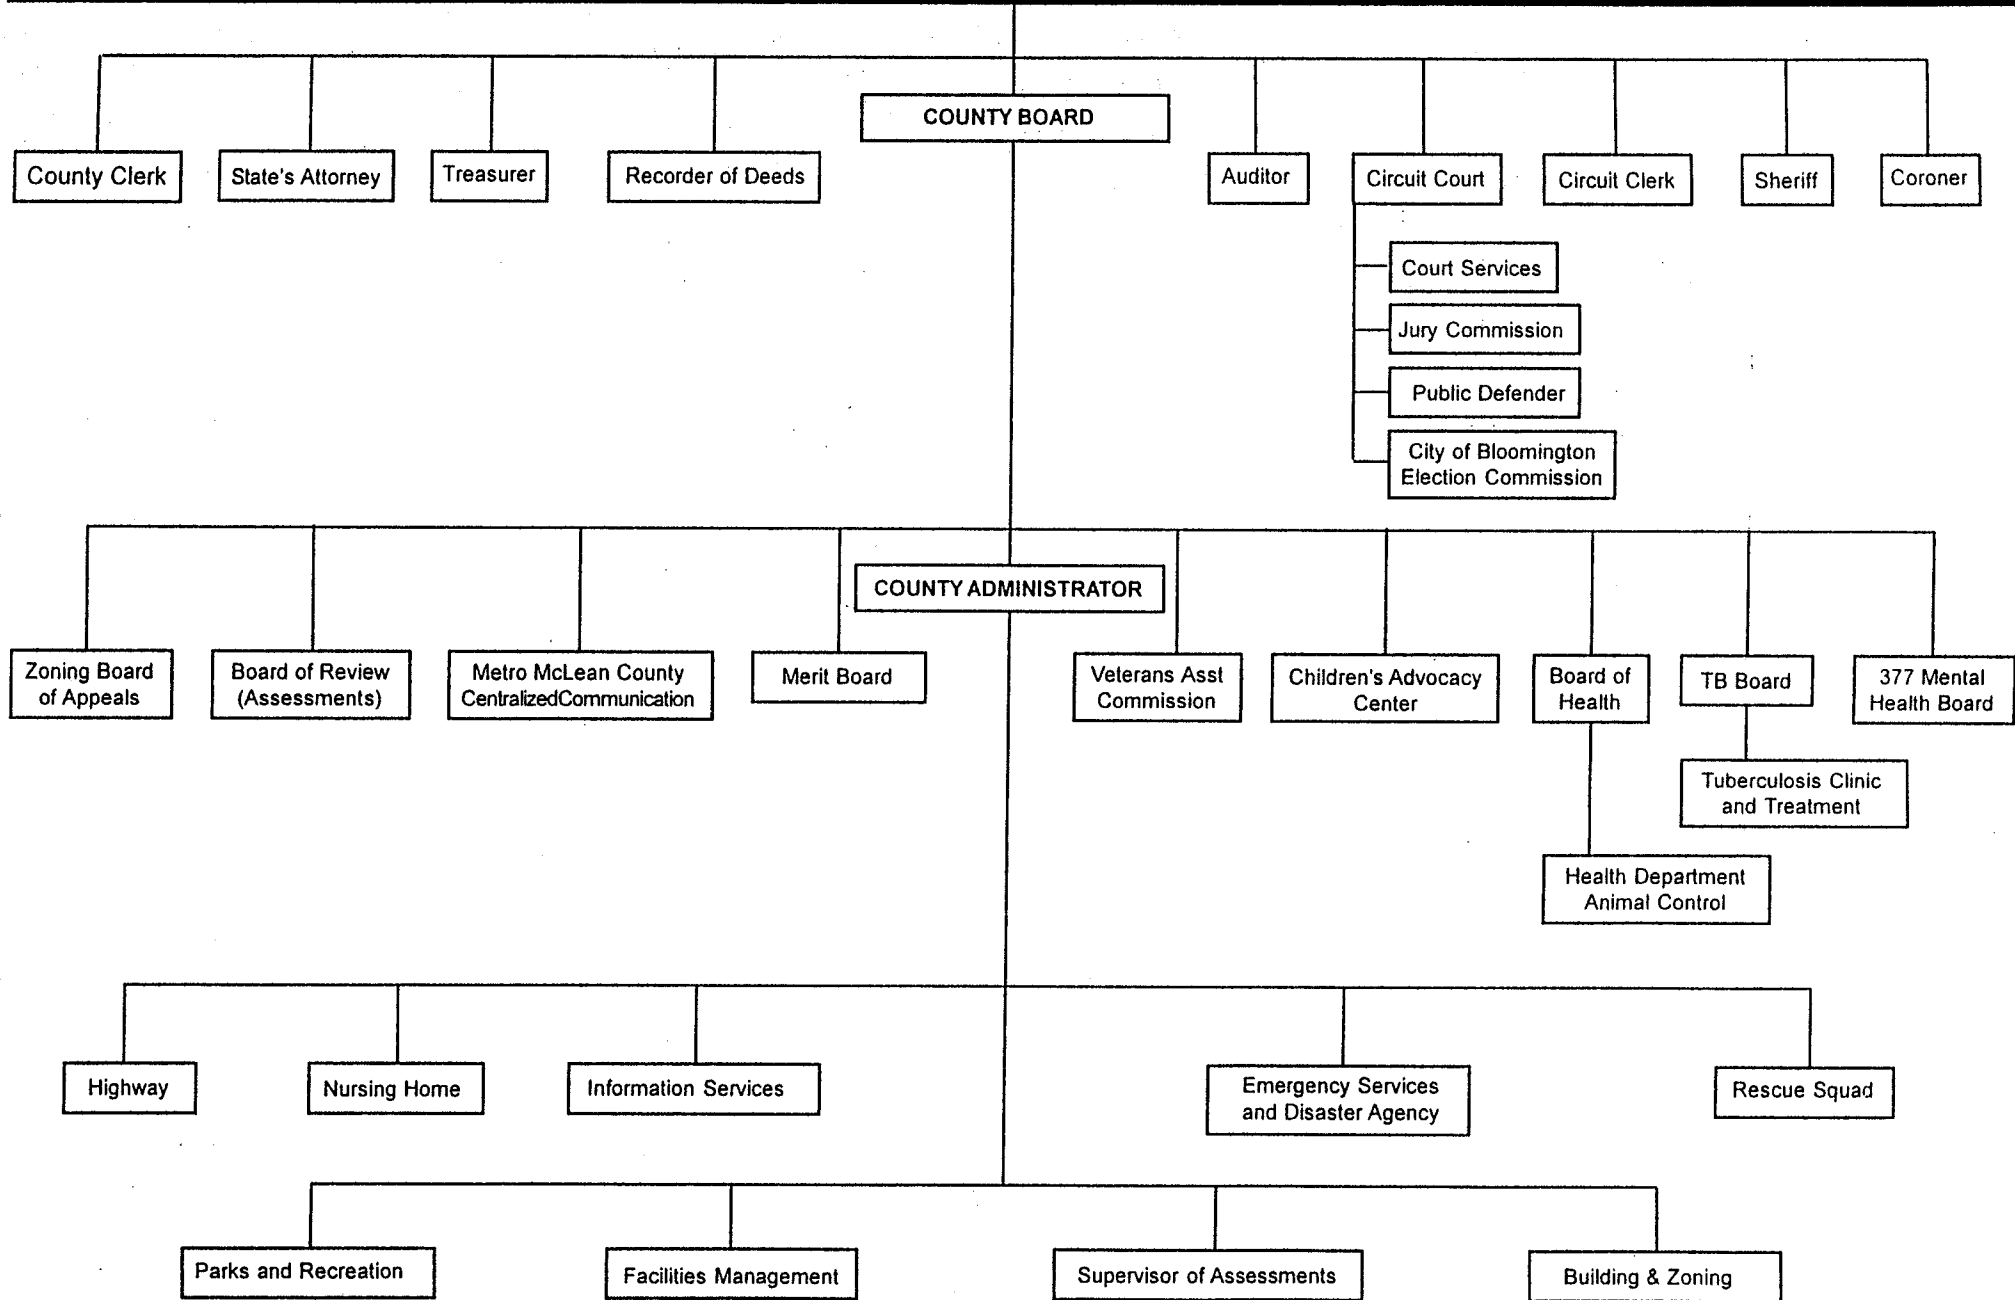 COUNTY BOARD
County Clerk
State's Attorney
Treasurer
Recorder of Deeds
Auditor
Circuit Court
Circuit Clerk
Sheriff
Coroner
Court Services
Jury Commission
Public Defender
City of Bloomington
Election Commission
COUNTY ADMINISTRATOR
Zoning Board
of Appeals
Board of Review
(Assessments)
Metro McLean County
CentralizedCommunication
Merit Board
Veterans Asst
Commission
Children's Advocacy
Center
Board of
Health
TB Board
377 Mental
Health Board
Tuberculosis Clinic
and Treatment
Health Department
Animal Control
Highway
Nursing Home
Information Services
Emergency Services
and Disaster Agency
Rescue Squad
Parks and Recreation
Facilities Management
Supervisor of Assessments
Building & Zoning